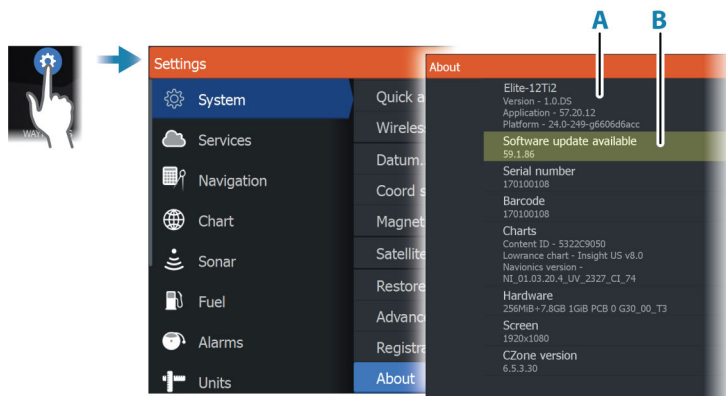 A
B
WAY
Settings
System
Services
Navigation
Chart
Sonar
Fuel
Alarms
Units
Quick a
Wireles
Datum.
Coord s
Magnet
Satellite
Restore
Advanc
Registra
About
About
Elite-12Ti2
Version - 1.0.DS
Application - 57.20.12
Platform - 24.0-249-g6606d6acc
Software update available
59.1.86
Serial number
170100108
Barcode
170100108
Charts
Content ID - 5322C9050
Lowrance chart - Insight US v8.0
Navionics version -
NI_01.03.20.4_UV_2327_CI_74
Hardware
256MiB+7.8GB 1GiB PCB 0 G30_00_T3
Screen
1920x1080
CZone version
6.5.3.30